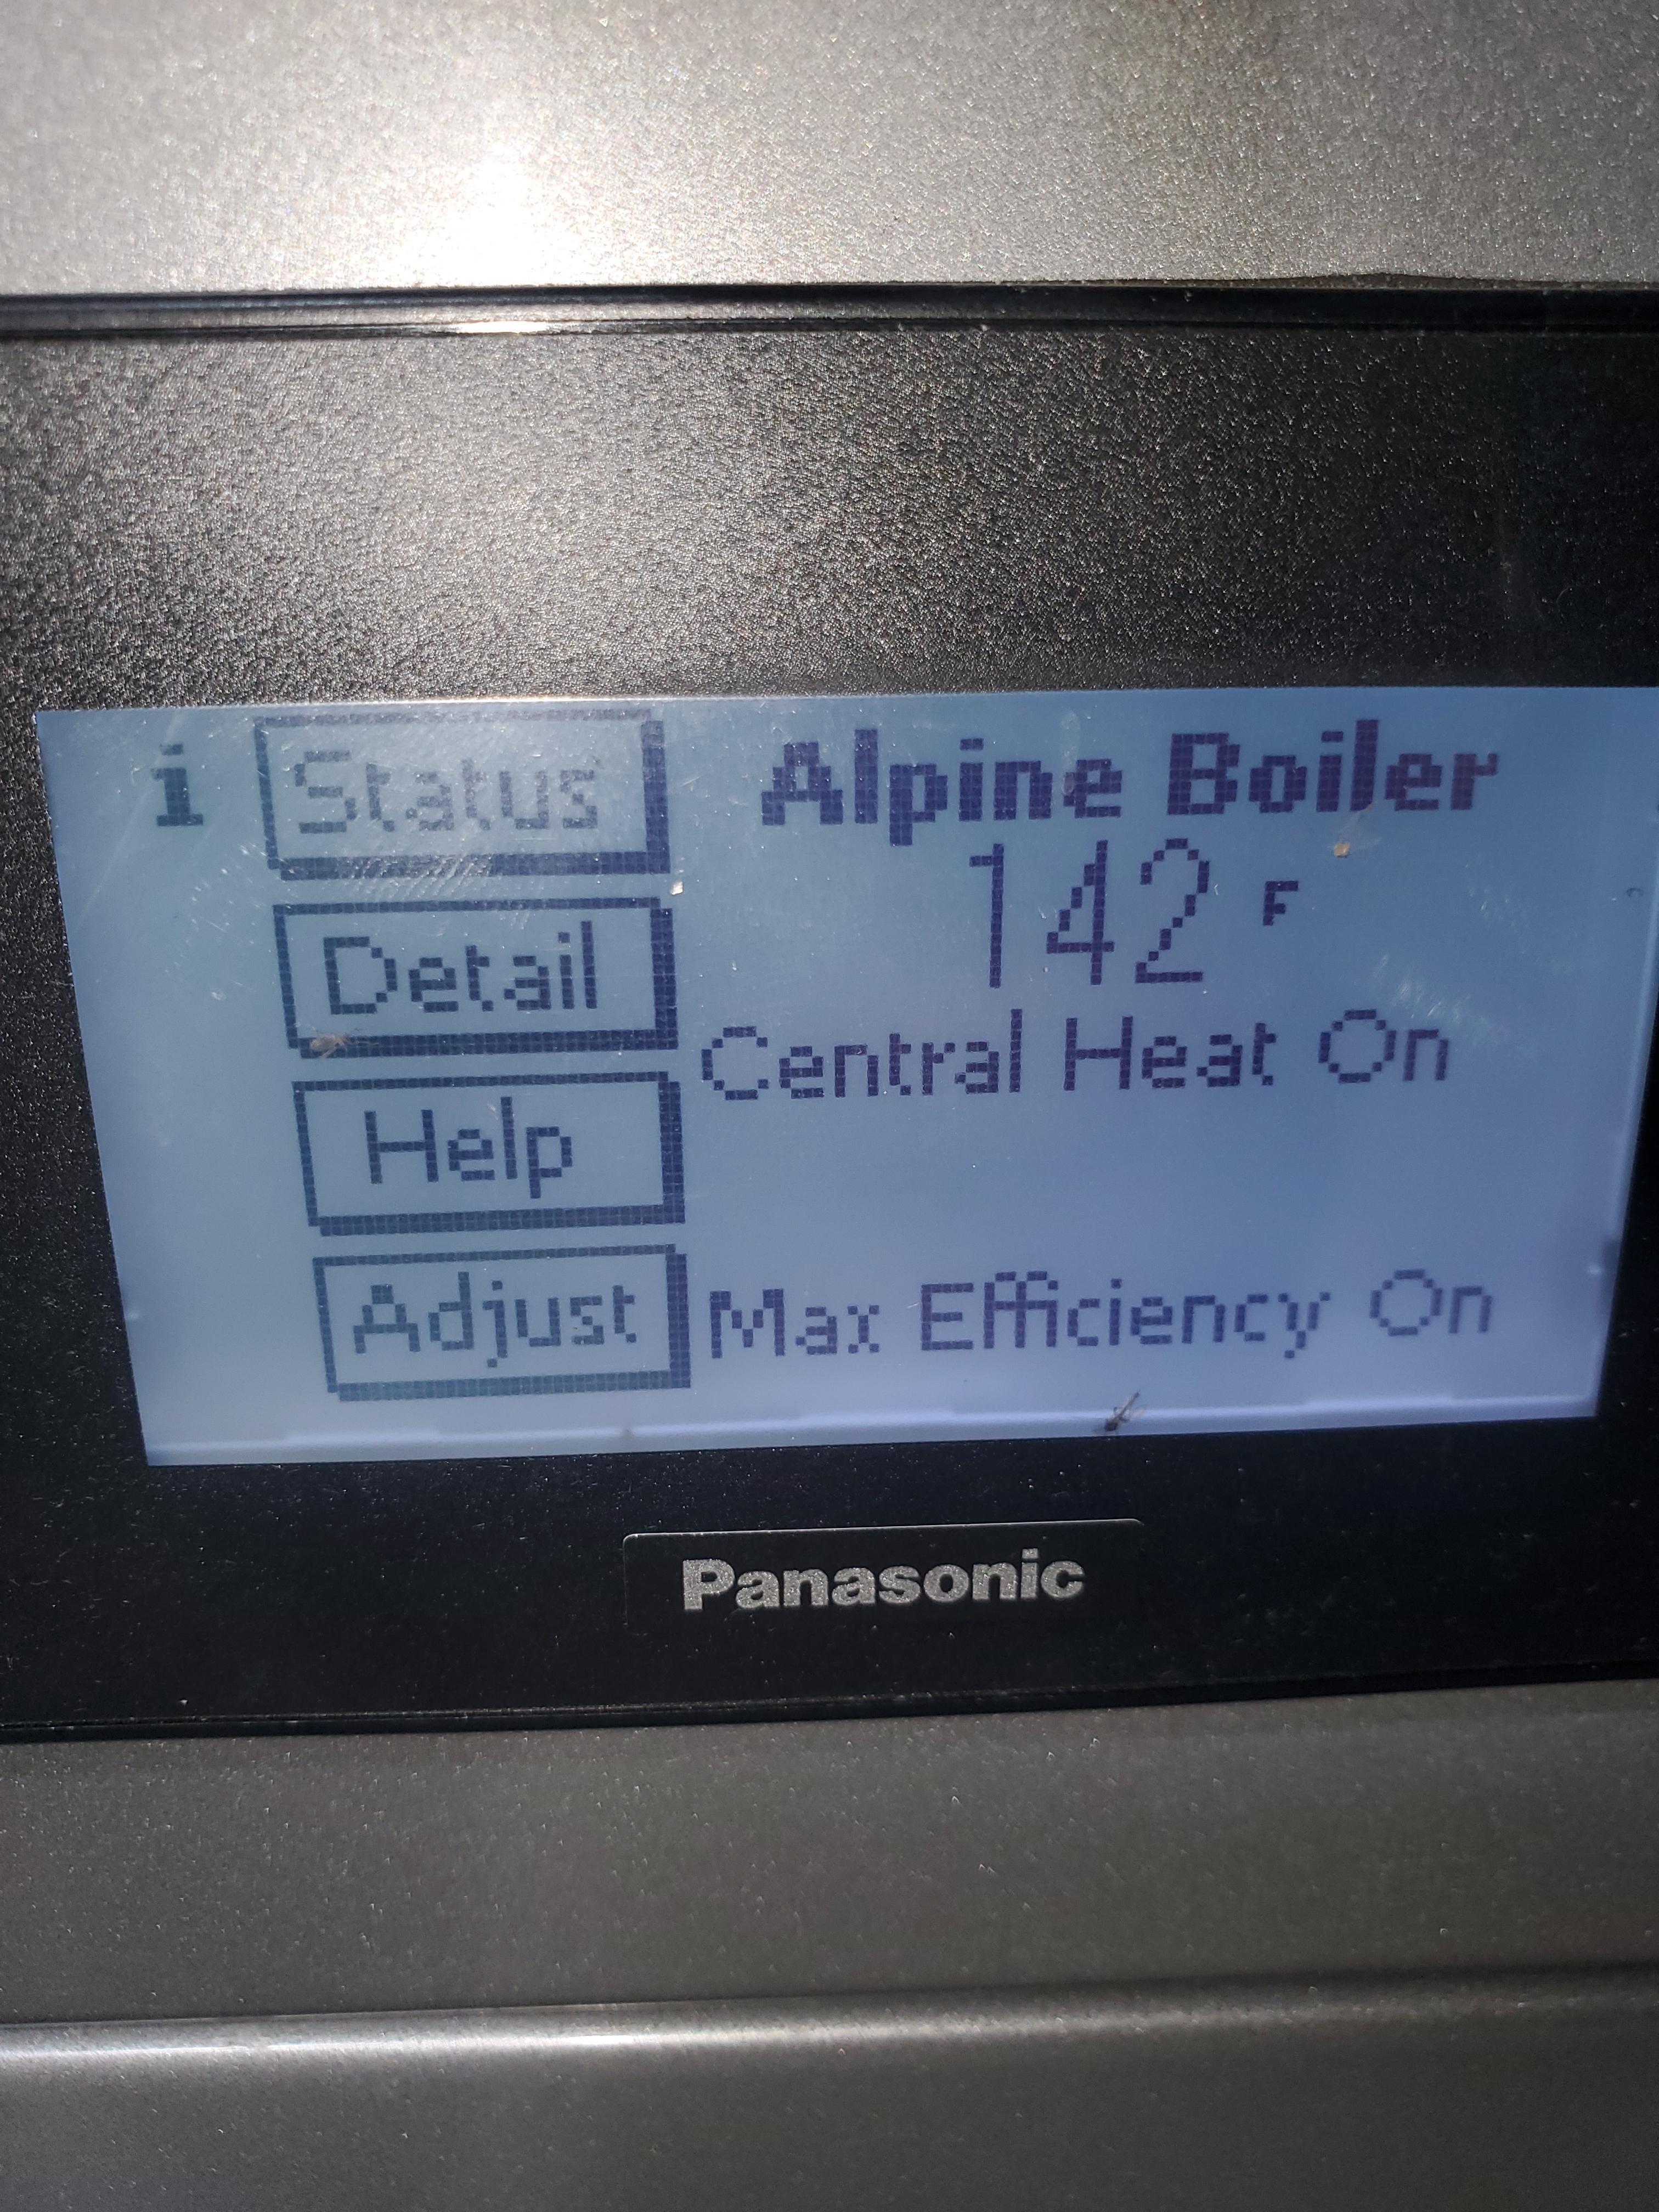 i
Status
Detail
Help
Adjust
Alpine Boiler
142 F
Central Heat On
Max Efficiency On
Panasonic